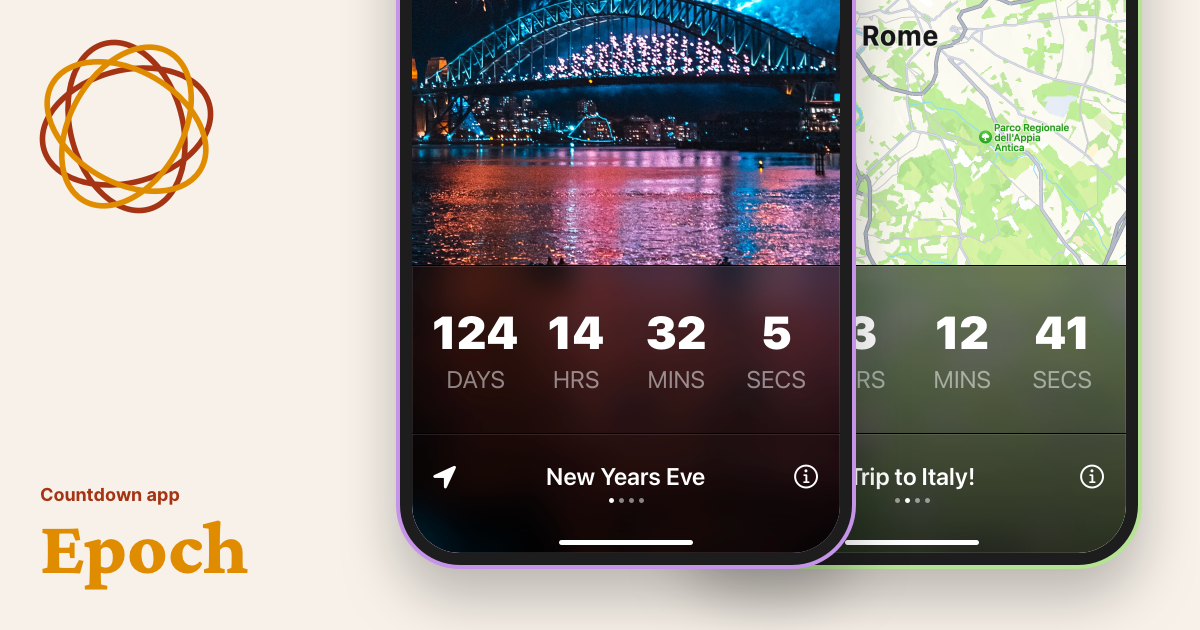 Countdown app
Epoch
124 14 32 5
DAYS HRS MINS SECS
New Years Eve
Rome
Parco Regionale
dell'Appia
Antica
3 12 41
RS MINS SECS
Trip to Italy!